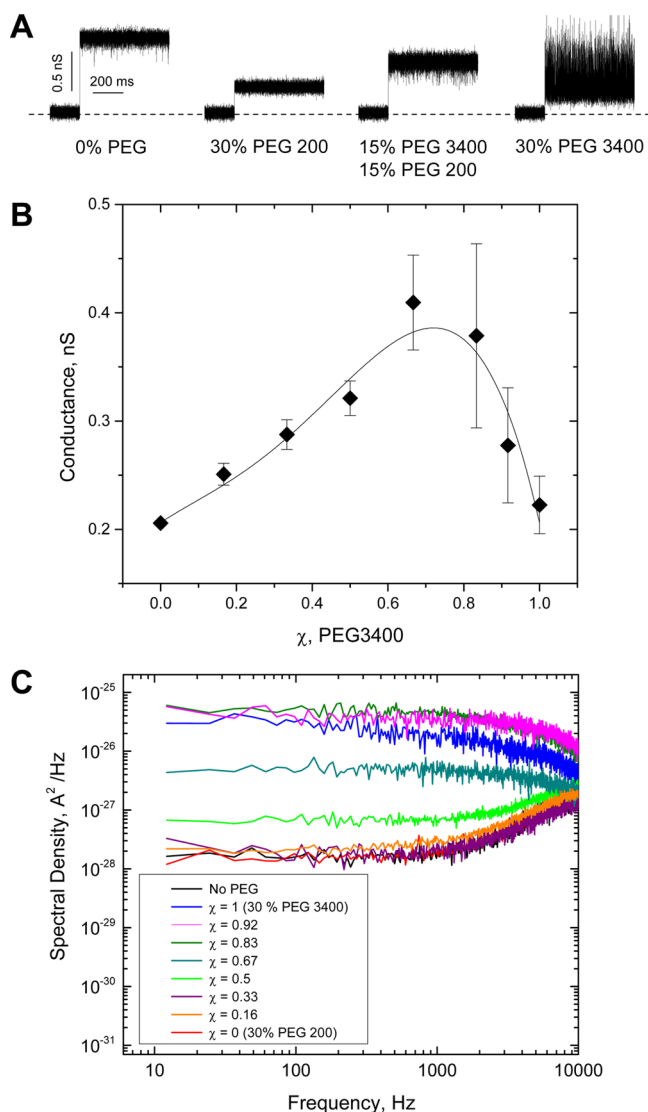 A
0.5 nS
200 ms
0% PEG
30% PEG 200
15% PEG 3400
15% PEG 200
30% PEG 3400
B
0.5
0.4
0.3
0.2
Conductance, nS
0.0
0.2
0.4
0.6
0.8
1.0
χ, PEG3400
C
10⁻²⁵
10⁻²⁶
10⁻²⁷
10⁻²⁸
10⁻²⁹
10⁻³⁰
10⁻³¹
Spectral Density, A²/Hz
No PEG
χ = 1 (30 % PEG 3400)
χ = 0.92
χ = 0.83
χ = 0.67
χ = 0.5
χ = 0.33
χ = 0.16
χ = 0 (30% PEG 200)
10
100
1000
10000
Frequency, Hz